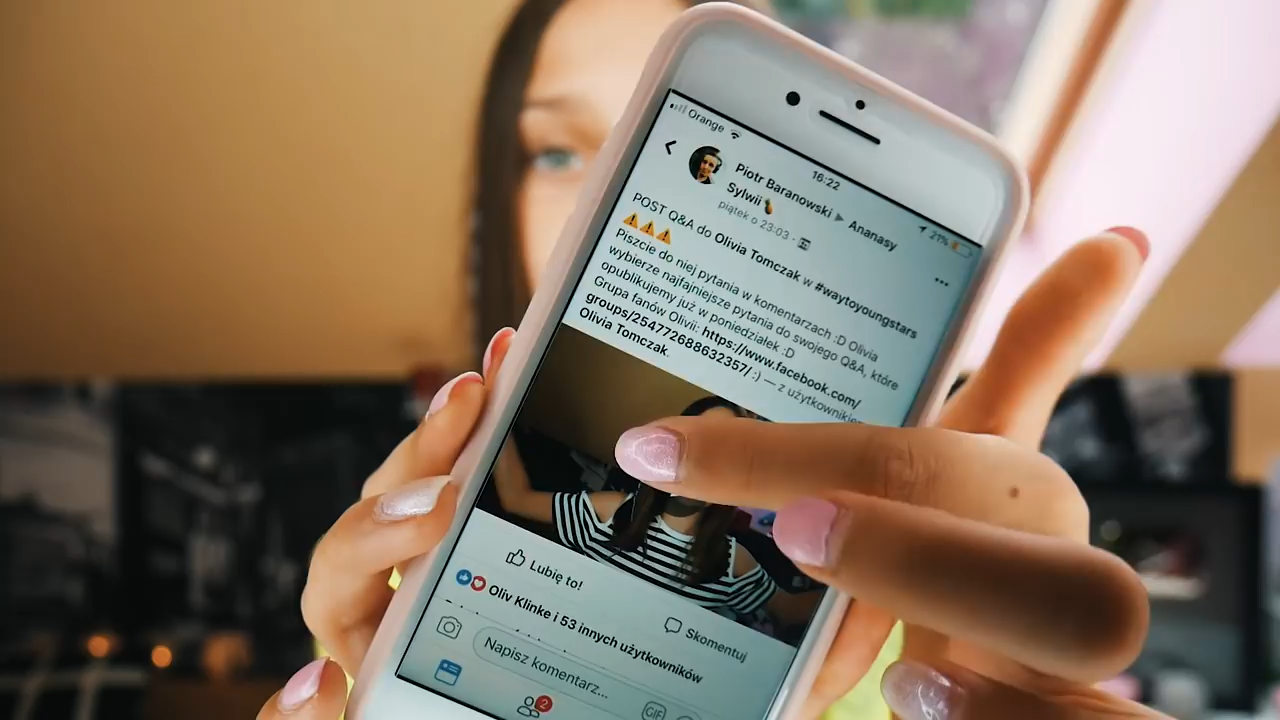 Orange
16:22
21%
Piotr Baranowski ▸ Ananasy
Sylwii🍍
piątek o 23:03 ·
POST Q&A do Olivia Tomczak w #waytoyoungstars
⚠️⚠️⚠️
Piszcie do niej pytania w komentarzach :D Olivia
wybierze najfajniejsze pytania do swojego Q&A, które
opublikujemy już w poniedziałek :D
Grupa fanów Olivii: https://www.facebook.com/
groups/254772688632357/ :) — z użytkownikiem
Olivia Tomczak.
Lubię to!
Skomentuj
Oliv Klinke i 53 innych użytkowników
Napisz komentarz...
GIF
2